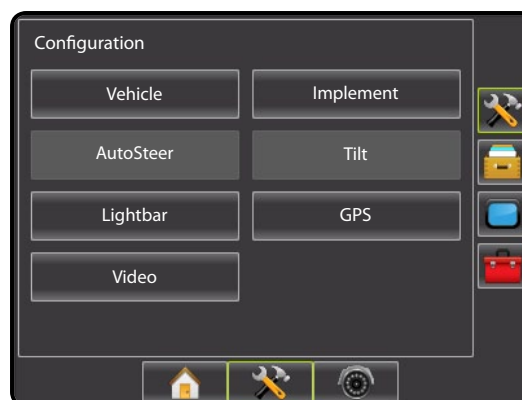 Configuration
Vehicle
Implement
AutoSteer
Tilt
Lightbar
GPS
Video